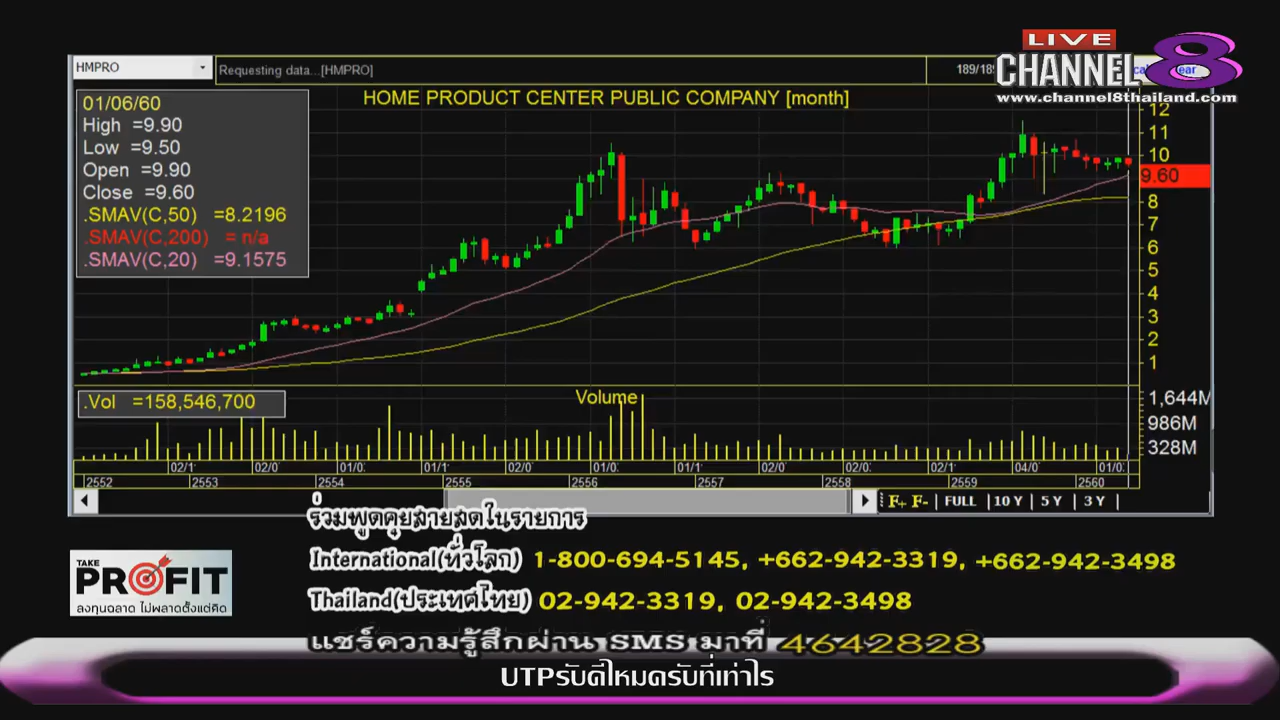 LIVE
CHANNEL 8
www.channel8thailand.com
HMPRO
Requesting data...[HMPRO]
HOME PRODUCT CENTER PUBLIC COMPANY [month]
01/06/60
High =9.90
Low =9.50
Open =9.90
Close =9.60
.SMAV(C,50) =8.2196
.SMAV(C,200) = n/a
.SMAV(C,20) =9.1575
12
11
10
9.60
8
7
6
5
4
3
2
1
.Vol =158,546,700
Volume
1,644M
986M
328M
2552 2553 2554 2555 2556 2557 2558 2559 2560
F+ F- FULL 10 Y 5 Y 3 Y
ร่วมพูดคุยสายสดในรายการ
International(ทั่วโลก) 1-800-694-5145, +662-942-3319, +662-942-3498
Thailand(ประเทศไทย) 02-942-3319, 02-942-3498
แชร์ความรู้สึกผ่าน SMS มาที่ 4642828
TAKE
PROFIT
ลงทุนฉลาด ไม่พลาดตั้งแต่คิด
UTPรับดีไหมครับที่เท่าไร